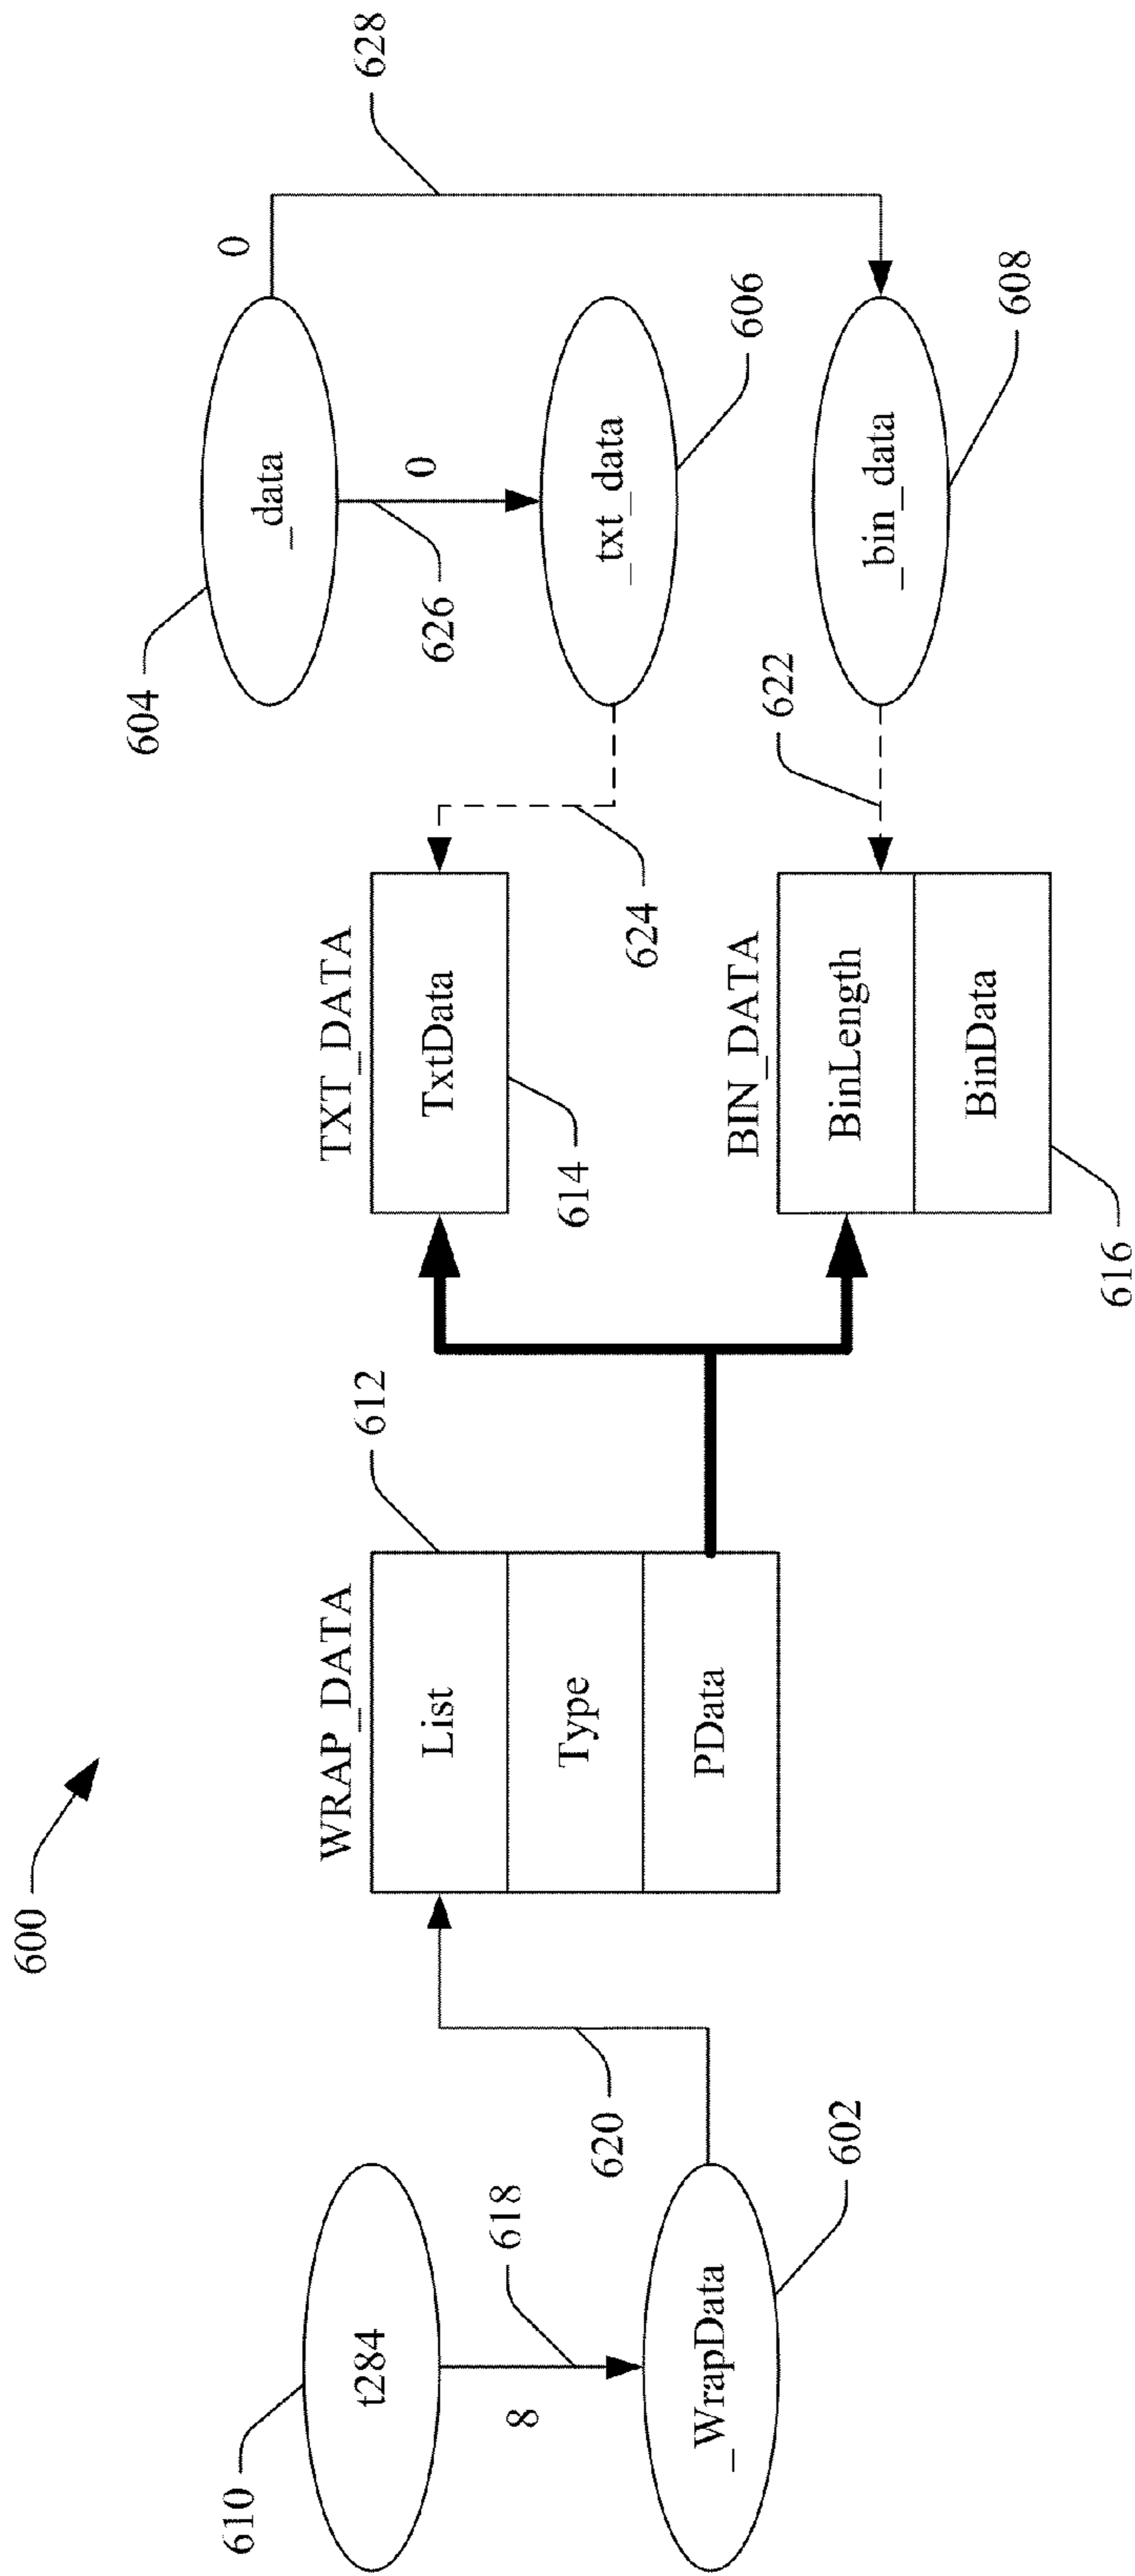 600
610
t284
8
618
_WrapData
602
620
WRAP_DATA
List
Type
PData
612
TXT_DATA
TxtData
614
624
BIN_DATA
BinLength
BinData
616
622
604
_data
0
626
0
_txt_data
606
_bin_data
608
628